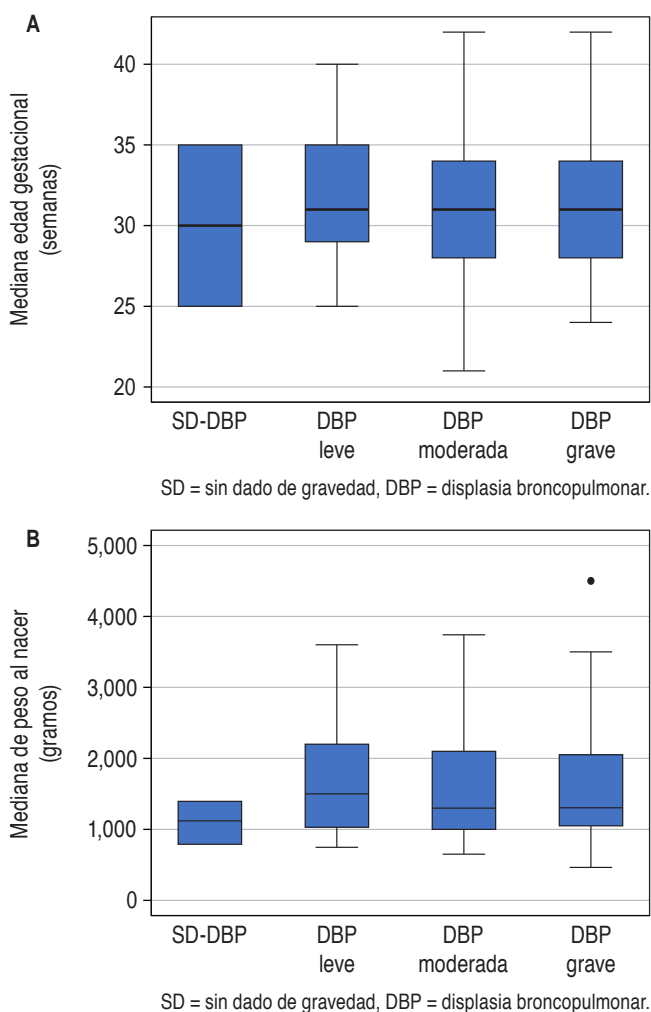 A
Mediana edad gestacional
(semanas)
40
35
30
25
20
SD-DBP
DBP
leve
DBP
moderada
DBP
grave
SD = sin dado de gravedad, DBP = displasia broncopulmonar.
B
Mediana de peso al nacer
(gramos)
5,000
4,000
3,000
2,000
1,000
0
SD-DBP
DBP
leve
DBP
moderada
DBP
grave
SD = sin dado de gravedad, DBP = displasia broncopulmonar.